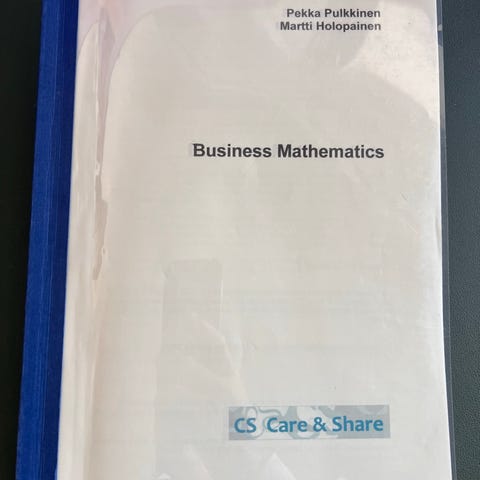 Pekka Pulkkinen
Martti Holopainen
Business Mathematics
CS Care & Share